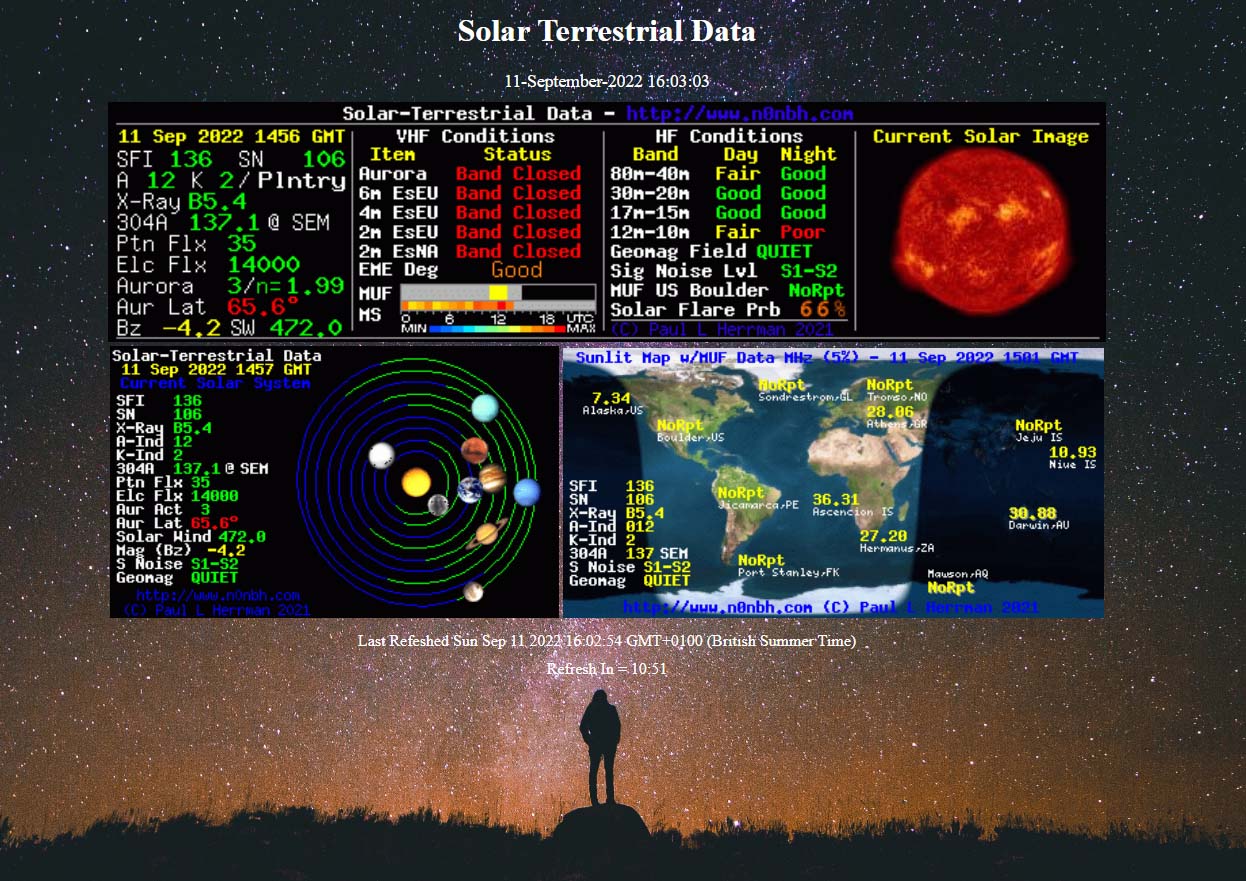 Solar Terrestrial Data
11-September-2022 16:03:03
Solar-Terrestrial Data - http://www.n0nbh.com
11 Sep 2022 1456 GMT
SFI 136 SN 106
A 12 K 2/Plntry
X-Ray B5.4
304A 137.1 @ SEM
Ptn Flx 35
Elc Flx 14000
Aurora 3/n=1.99
Aur Lat 65.6°
Bz -4.2 SW 472.0
VHF Conditions
Item Status
Aurora Band Closed
6m EsEU Band Closed
4m EsEU Band Closed
2m EsEU Band Closed
2m EsNA Band Closed
EME Deg Good
MUF
MS
0 6 12 18 UTC
MIN MAX
HF Conditions
Band Day Night
80m-40m Fair Good
30m-20m Good Good
17m-15m Good Good
12m-10m Fair Poor
Geomag Field QUIET
Sig Noise Lvl S1-S2
MUF US Boulder NoRpt
Solar Flare Prb 66%
(C) Paul L Herrman 2021
Current Solar Image
Solar-Terrestrial Data
11 Sep 2022 1457 GMT
Current Solar System
SFI 136
SN 106
X-Ray B5.4
A-Ind 12
K-Ind 2
304A 137.1 @ SEM
Ptn Flx 35
Elc Flx 14000
Aur Act 3
Aur Lat 65.6°
Solar Wind 472.0
Mag (Bz) -4.2
S Noise S1-S2
Geomag QUIET
http://www.n0nbh.com
(C) Paul L Herrman 2021
Sunlit Map w/MUF Data MHz (5%) - 11 Sep 2022 1501 GMT
7.34
Alaska,US
NoRpt
Boulder,US
NoRpt
Sondrestrom,GL
NoRpt
Tromso,NO
28.06
Athens,GR
NoRpt
Jeju IS
10.93
Niue IS
NoRpt
Jicamarca,PE
36.31
Ascencion IS
27.20
Hermanus,ZA
30.88
Darwin,AU
NoRpt
Port Stanley,FK
Mawson,AQ
NoRpt
SFI 136
SN 106
X-Ray B5.4
A-Ind 012
K-Ind 2
304A 137 SEM
S Noise S1-S2
Geomag QUIET
http://www.n0nbh.com (C) Paul L Herrman 2021
Last Refeshed Sun Sep 11 2022 16:02:54 GMT+0100 (British Summer Time)
Refresh In = 10:51